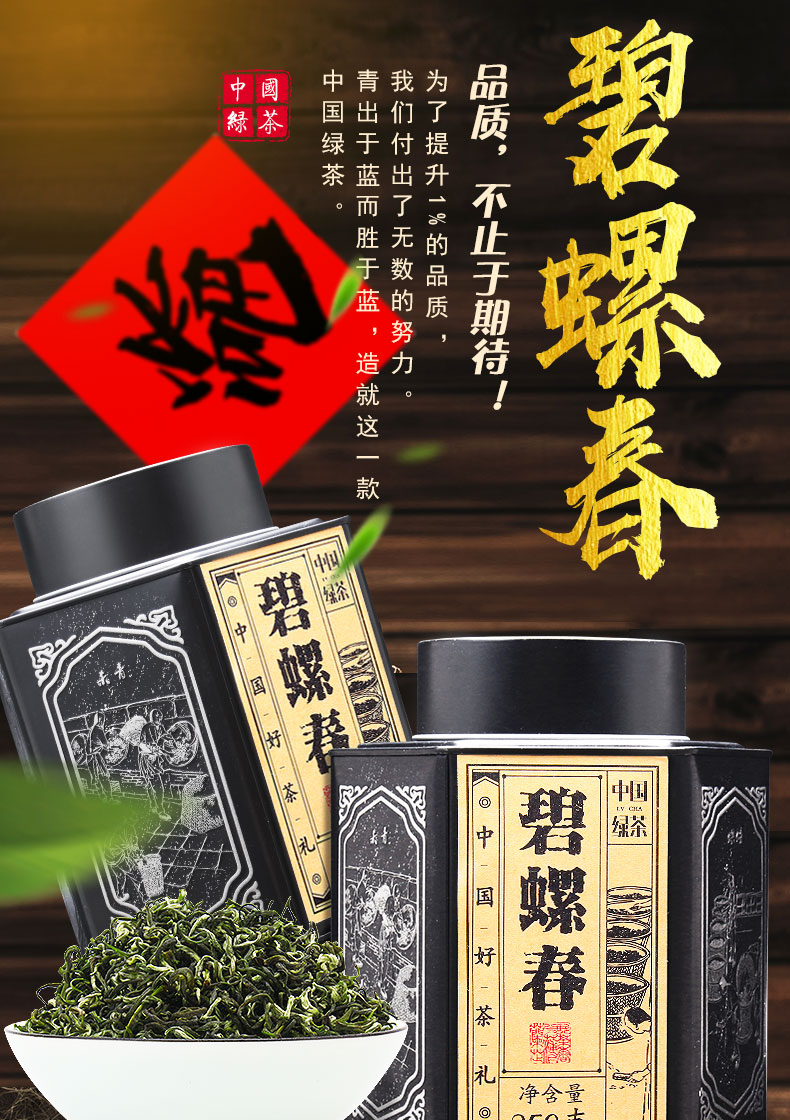 碧螺春
品质，不止于期待！
为了提升1%的品质，
我们付出了无数的努力。
青出于蓝而胜于蓝，造就这一款
中国绿茶。
中國
綠茶
中国
绿茶
碧螺春
中国好茶礼
中国
LV CHA
绿茶
碧螺春
中国好茶礼
净含量